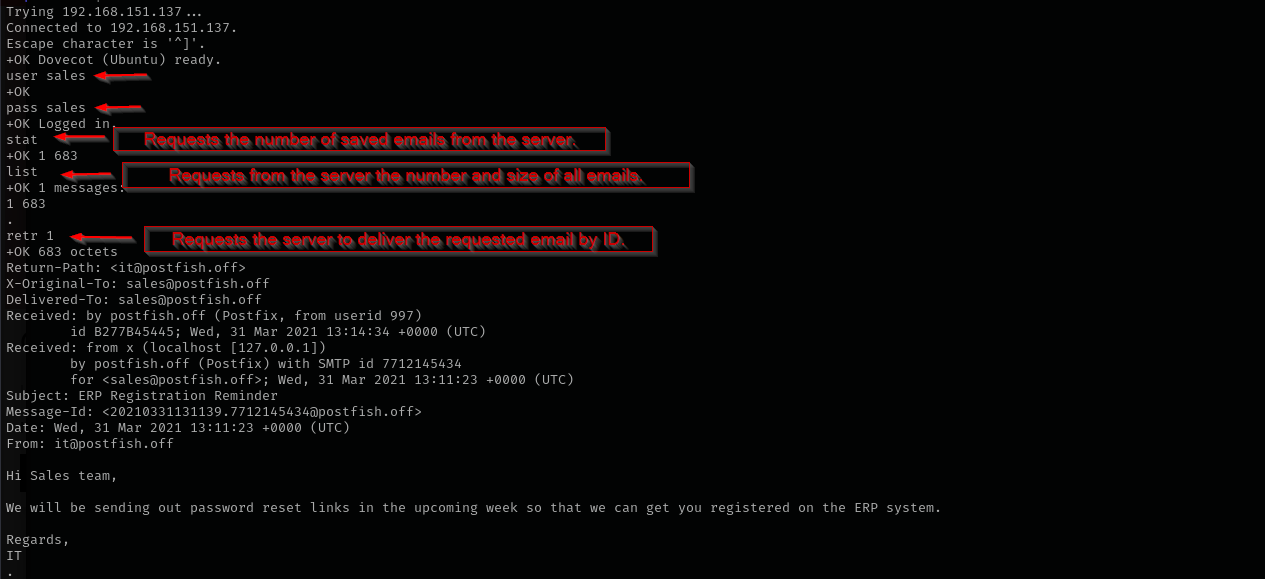 Trying 192.168.151.137...
Connected to 192.168.151.137.
Escape character is '^]'.
+OK Dovecot (Ubuntu) ready.
user sales
+OK
pass sales
+OK Logged in.
stat
Requests the number of saved emails from the server.
+OK 1 683
list
Requests from the server the number and size of all emails.
+OK 1 messages:
1 683
.
retr 1
Requests the server to deliver the requested email by ID.
+OK 683 octets
Return-Path: <it@postfish.off>
X-Original-To: sales@postfish.off
Delivered-To: sales@postfish.off
Received: by postfish.off (Postfix, from userid 997)
id B277B45445; Wed, 31 Mar 2021 13:14:34 +0000 (UTC)
Received: from x (localhost [127.0.0.1])
by postfish.off (Postfix) with SMTP id 7712145434
for <sales@postfish.off>; Wed, 31 Mar 2021 13:11:23 +0000 (UTC)
Subject: ERP Registration Reminder
Message-Id: <20210331131139.7712145434@postfish.off>
Date: Wed, 31 Mar 2021 13:11:23 +0000 (UTC)
From: it@postfish.off
Hi Sales team,
We will be sending out password reset links in the upcoming week so that we can get you registered on the ERP system.
Regards,
IT
.